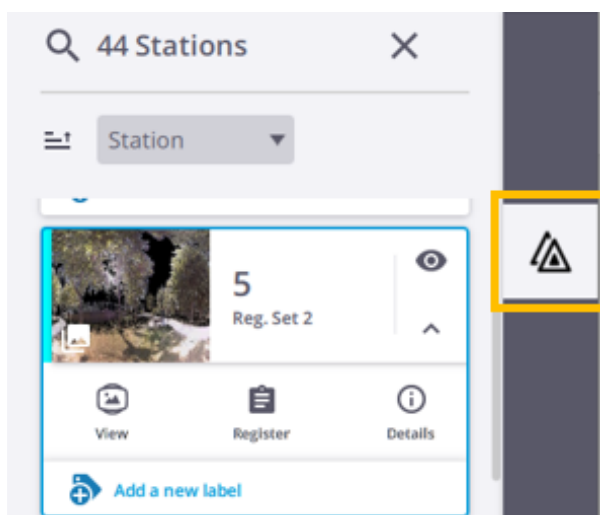 44 Stations
Station
5
Reg. Set 2
View Register Details
Add a new label